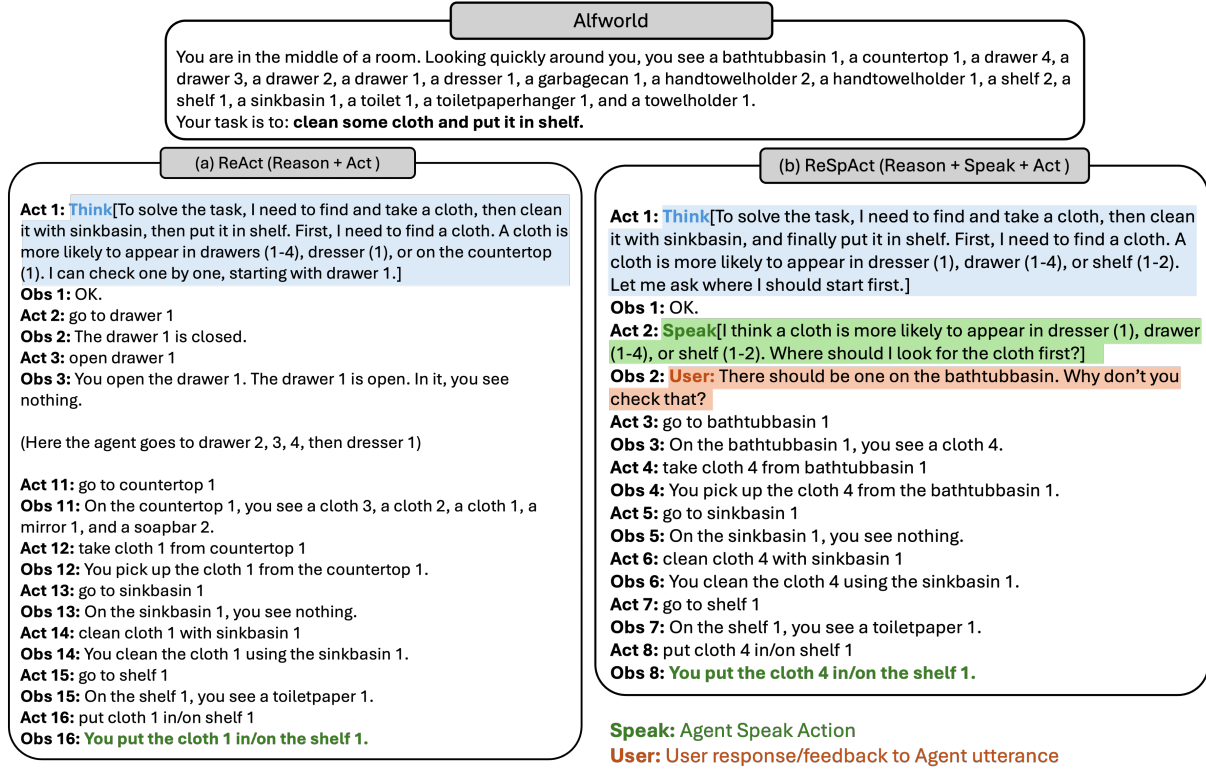 Alfworld
You are in the middle of a room. Looking quickly around you, you see a bathtubbasin 1, a countertop 1, a drawer 4, a
drawer 3, a drawer 2, a drawer 1, a dresser 1, a garbagecan 1, a handtowelholder 2, a handtowelholder 1, a shelf 2, a
shelf 1, a sinkbasin 1, a toilet 1, a toiletpaperhanger 1, and a towelholder 1.
Your task is to: clean some cloth and put it in shelf.
(a) ReAct (Reason + Act )
Act 1: Think[To solve the task, I need to find and take a cloth, then clean
it with sinkbasin, then put it in shelf. First, I need to find a cloth. A cloth is
more likely to appear in drawers (1-4), dresser (1), or on the countertop
(1). I can check one by one, starting with drawer 1.]
Obs 1: OK.
Act 2: go to drawer 1
Obs 2: The drawer 1 is closed.
Act 3: open drawer 1
Obs 3: You open the drawer 1. The drawer 1 is open. In it, you see
nothing.
(Here the agent goes to drawer 2, 3, 4, then dresser 1)
Act 11: go to countertop 1
Obs 11: On the countertop 1, you see a cloth 3, a cloth 2, a cloth 1, a
mirror 1, and a soapbar 2.
Act 12: take cloth 1 from countertop 1
Obs 12: You pick up the cloth 1 from the countertop 1.
Act 13: go to sinkbasin 1
Obs 13: On the sinkbasin 1, you see nothing.
Act 14: clean cloth 1 with sinkbasin 1
Obs 14: You clean the cloth 1 using the sinkbasin 1.
Act 15: go to shelf 1
Obs 15: On the shelf 1, you see a toiletpaper 1.
Act 16: put cloth 1 in/on shelf 1
Obs 16: You put the cloth 1 in/on the shelf 1.
(b) ReSpAct (Reason + Speak + Act )
Act 1: Think[To solve the task, I need to find and take a cloth, then clean
it with sinkbasin, and finally put it in shelf. First, I need to find a cloth. A
cloth is more likely to appear in dresser (1), drawer (1-4), or shelf (1-2).
Let me ask where I should start first.]
Obs 1: OK.
Act 2: Speak[I think a cloth is more likely to appear in dresser (1), drawer
(1-4), or shelf (1-2). Where should I look for the cloth first?]
Obs 2: User: There should be one on the bathtubbasin. Why don't you
check that?
Act 3: go to bathtubbasin 1
Obs 3: On the bathtubbasin 1, you see a cloth 4.
Act 4: take cloth 4 from bathtubbasin 1
Obs 4: You pick up the cloth 4 from the bathtubbasin 1.
Act 5: go to sinkbasin 1
Obs 5: On the sinkbasin 1, you see nothing.
Act 6: clean cloth 4 with sinkbasin 1
Obs 6: You clean the cloth 4 using the sinkbasin 1.
Act 7: go to shelf 1
Obs 7: On the shelf 1, you see a toiletpaper 1.
Act 8: put cloth 4 in/on shelf 1
Obs 8: You put the cloth 4 in/on the shelf 1.
Speak: Agent Speak Action
User: User response/feedback to Agent utterance